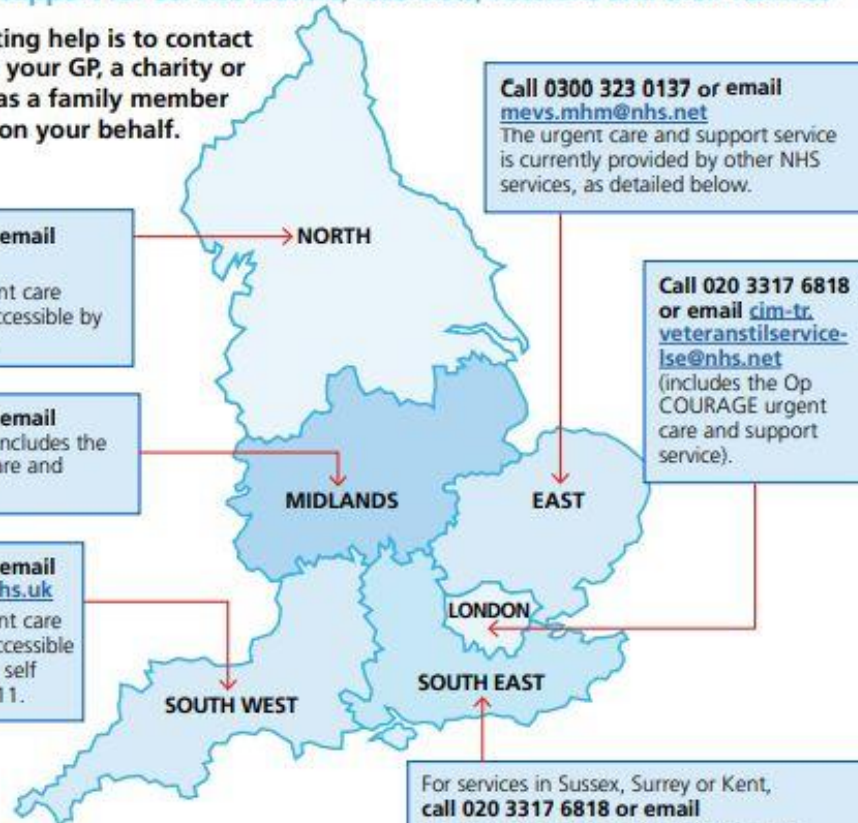 ting help is to contact
your GP, a charity or
as a family member
on your behalf.
Call 0300 323 0137 or email
mevs.mhm@nhs.net
The urgent care and support service
is currently provided by other NHS
services, as detailed below.
email
nt care
ccessible by
NORTH
Call 020 3317 6818
or email cim-tr.
veteranstilservice-
lse@nhs.net
(includes the Op
COURAGE urgent
care and support
service).
email
ncludes the
are and
MIDLANDS
EAST
email
hs.uk
nt care
ccessible
self
11.
LONDON
SOUTH WEST
SOUTH EAST
For services in Sussex, Surrey or Kent,
call 020 3317 6818 or email